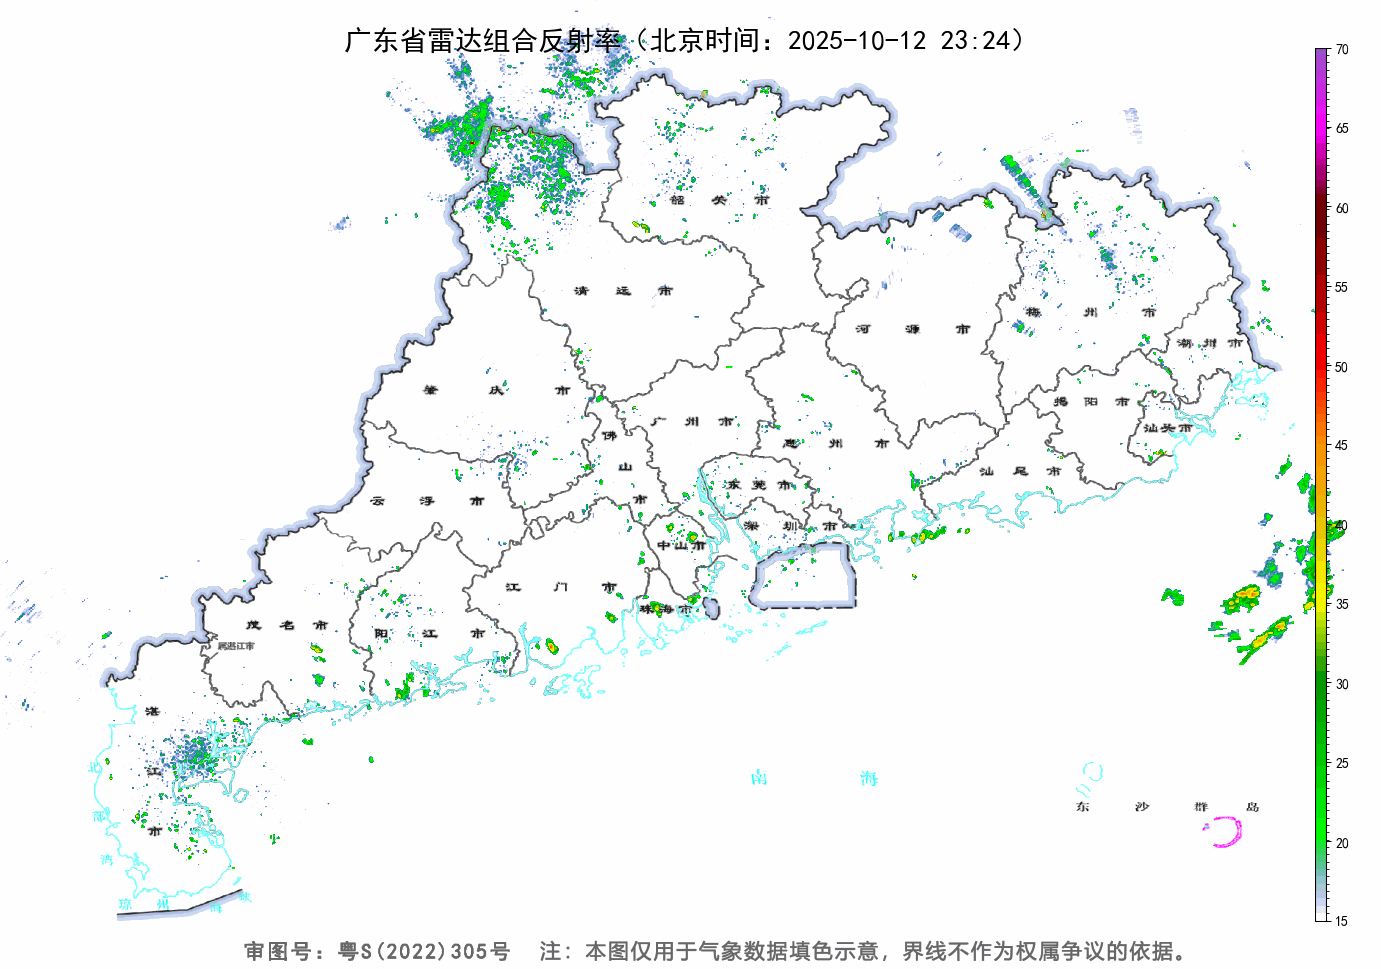 广东省雷达组合反射率（北京时间：2025-10-12 23:24）
70
65
60
55
50
45
40
35
30
25
20
15
韶 关 市
清 远 市
梅 州 市
河 源 市
潮 州 市
肇 庆 市
揭 阳 市
广 州 市
汕头市
佛 山 市
惠 州 市
汕 尾 市
东 莞 市
云 浮 市
深 圳 市
中山市
江 门 市
珠海市
茂 名 市
阳 江 市
属湛江市
湛 江 市
北 部 湾
南 海
东 沙 群 岛
琼 州 海 峡
审图号：粤S(2022)305号 注：本图仅用于气象数据填色示意，界线不作为权属争议的依据。